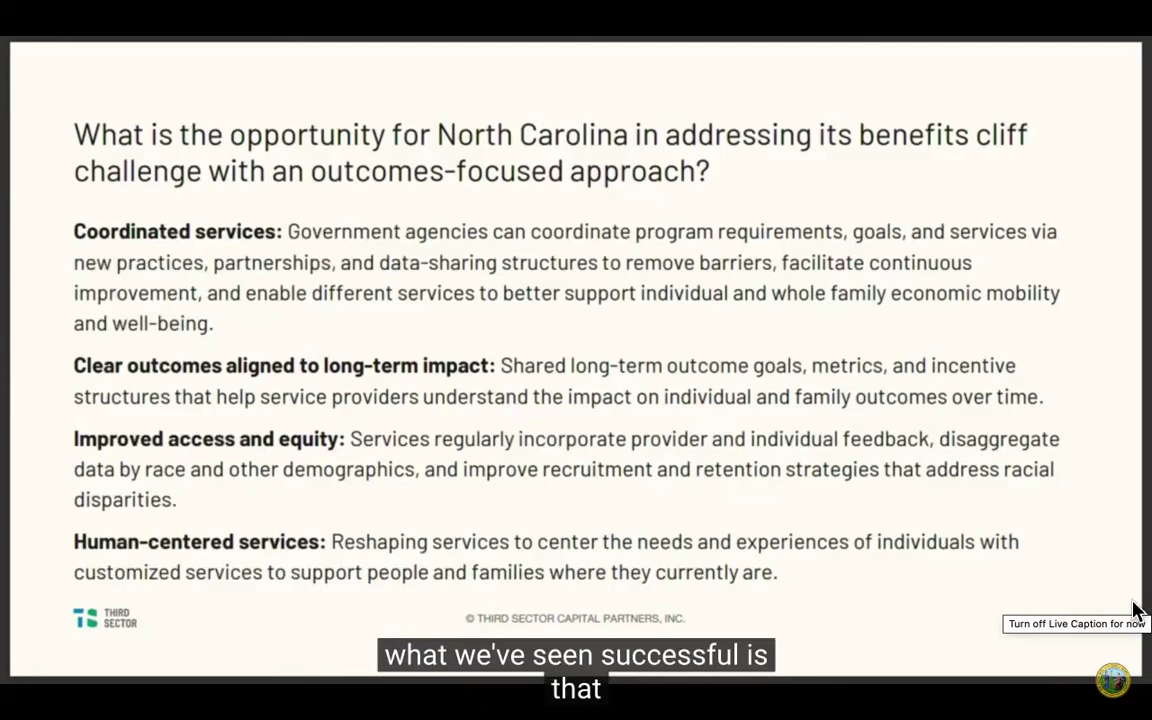 What is the opportunity for North Carolina in addressing its benefits cliff
challenge with an outcomes-focused approach?
Coordinated services: Government agencies can coordinate program requirements, goals, and services via
new practices, partnerships, and data-sharing structures to remove barriers, facilitate continuous
improvement, and enable different services to better support individual and whole family economic mobility
and well-being.
Clear outcomes aligned to long-term impact: Shared long-term outcome goals, metrics, and incentive
structures that help service providers understand the impact on individual and family outcomes over time.
Improved access and equity: Services regularly incorporate provider and individual feedback, disaggregate
data by race and other demographics, and improve recruitment and retention strategies that address racial
disparities.
Human-centered services: Reshaping services to center the needs and experiences of individuals with
customized services to support people and families where they currently are.
TS THIRD
SECTOR
© THIRD SECTOR CAPITAL PARTNERS, INC.
Turn off Live Caption for now
what we've seen successful is
that